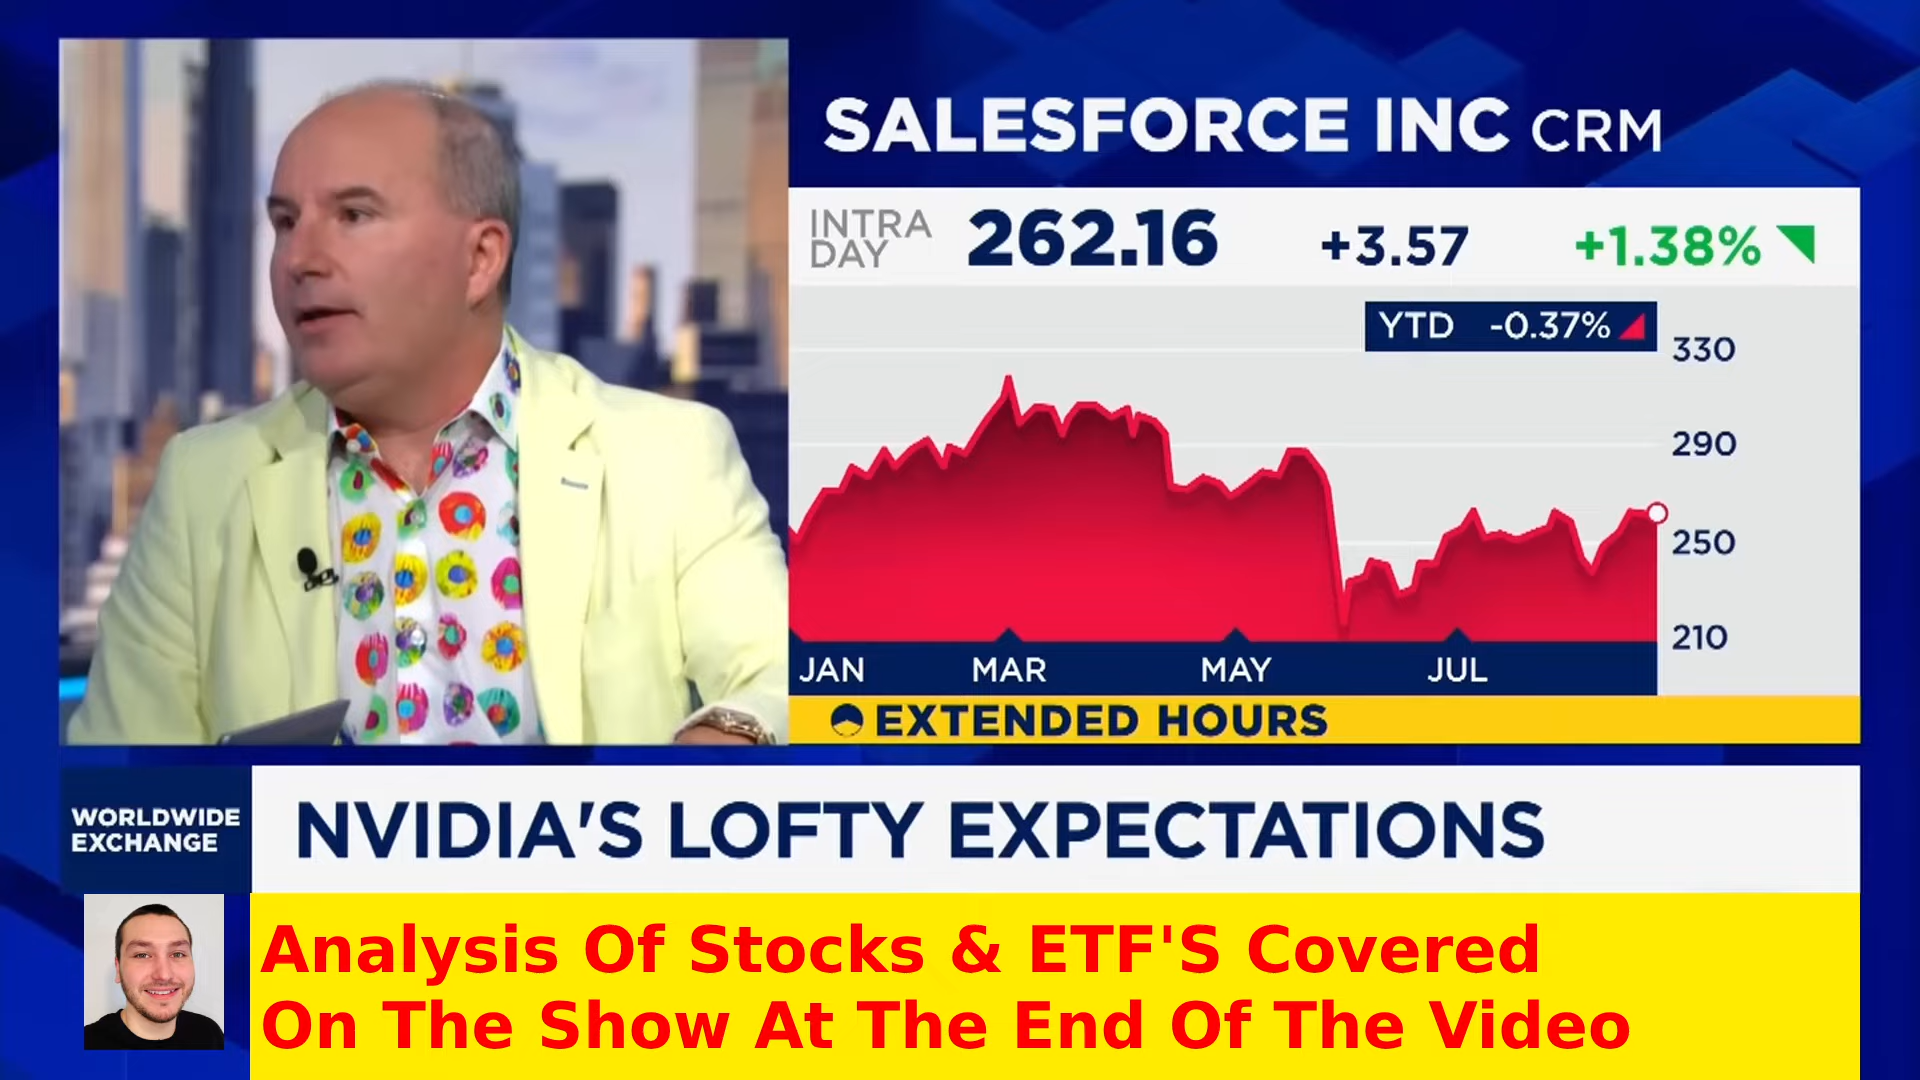 SALESFORCE INC CRM
INTRA
DAY
262.16 +3.57 +1.38%
YTD -0.37%
330
290
250
210
JAN MAR MAY JUL
EXTENDED HOURS
WORLDWIDE
EXCHANGE
NVIDIA'S LOFTY EXPECTATIONS
Analysis Of Stocks & ETF'S Covered
On The Show At The End Of The Video